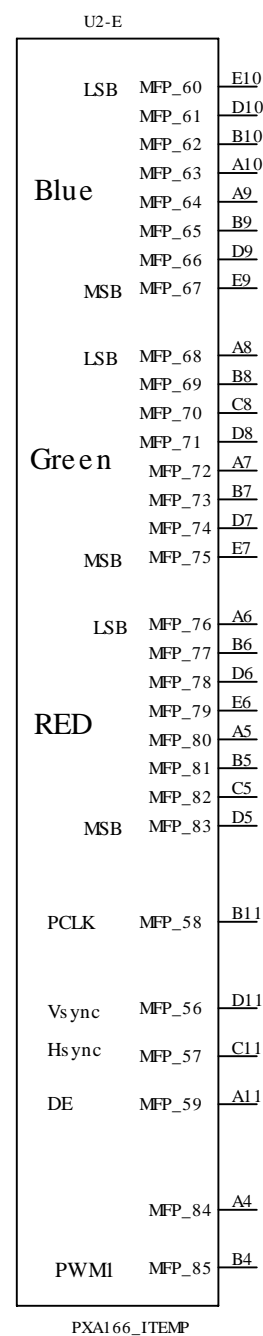 U2-E
LSB MFP_60 E10
MFP_61 D10
MFP_62 B10
MFP_63 A10
Blue MFP_64 A9
MFP_65 B9
MFP_66 D9
MSB MFP_67 E9
LSB MFP_68 A8
MFP_69 B8
MFP_70 C8
MFP_71 D8
Green MFP_72 A7
MFP_73 B7
MFP_74 D7
MSB MFP_75 E7
LSB MFP_76 A6
MFP_77 B6
MFP_78 D6
MFP_79 E6
RED MFP_80 A5
MFP_81 B5
MFP_82 C5
MSB MFP_83 D5
PCLK MFP_58 B11
Vsync MFP_56 D11
Hsync MFP_57 C11
DE MFP_59 A11
MFP_84 A4
PWM1 MFP_85 B4
PXA166_ITEMP